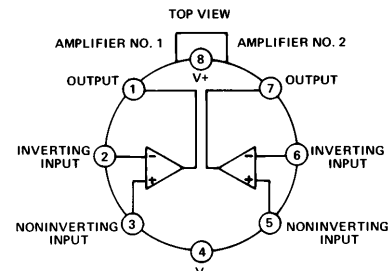 TOP VIEW
AMPLIFIER NO. 1
AMPLIFIER NO. 2
8
V+
OUTPUT
1
7
OUTPUT
INVERTING
INPUT
2
-
-
6
INVERTING
INPUT
+
+
NONINVERTING
INPUT
3
5
NONINVERTING
INPUT
4
V